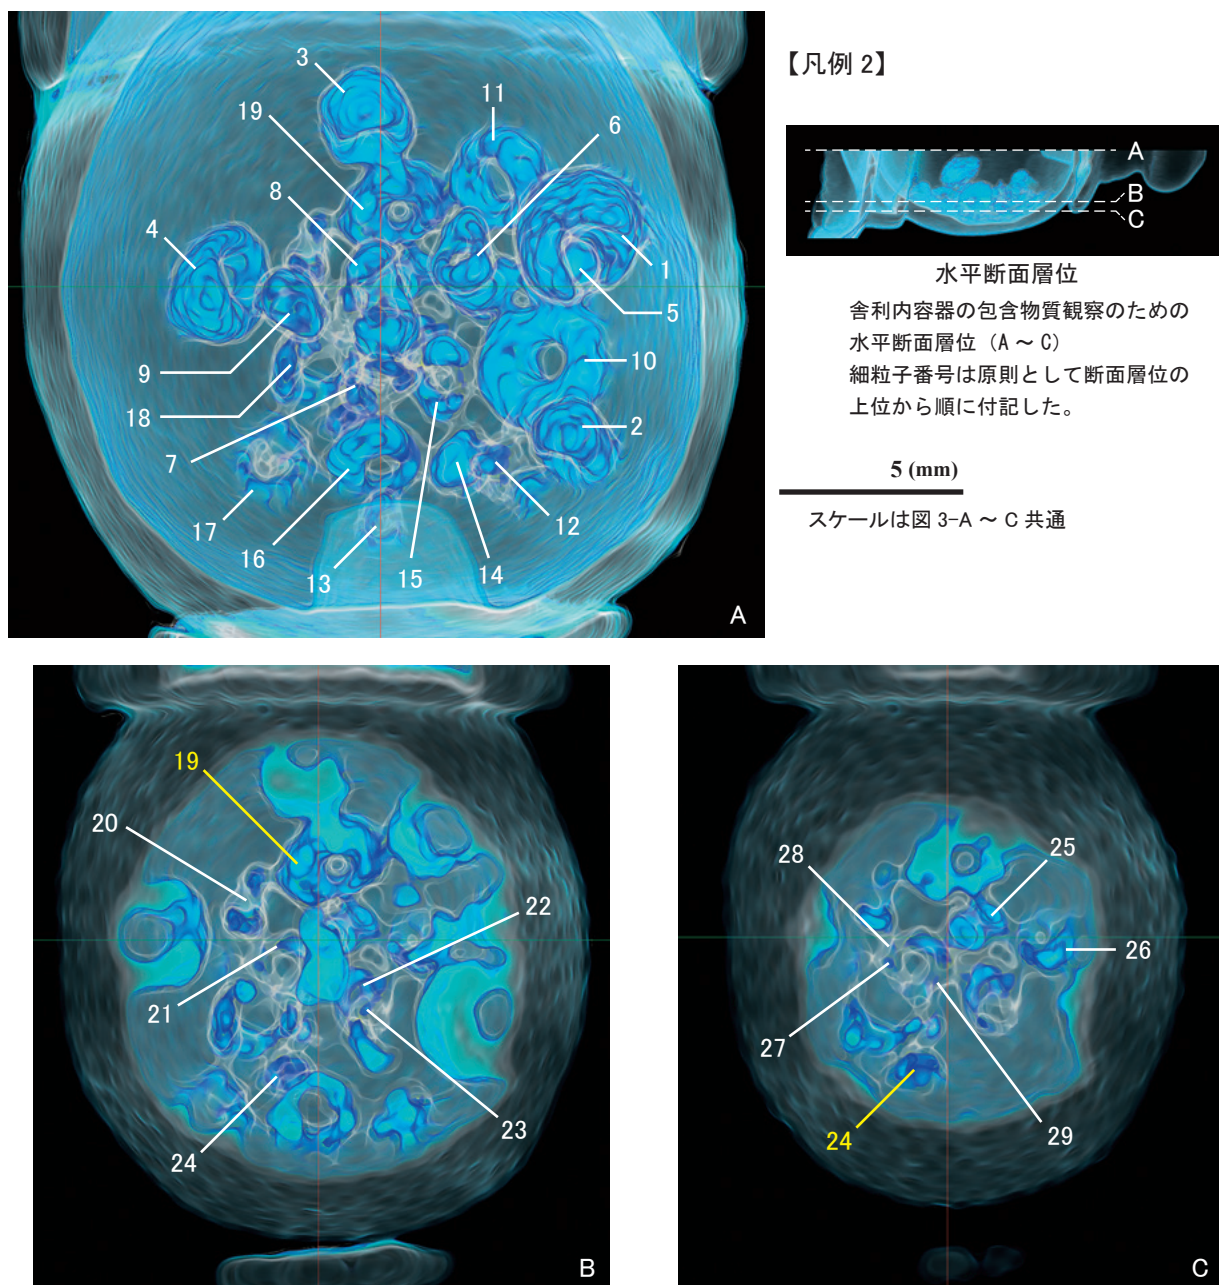 3
19
11
6
8
4
1
5
9
10
18
2
7
17
12
16
13
15
14
A
【凡例 2】
A
B
C
水平断面層位
舎利内容器の包含物質観察のための
水平断面層位（A ～ C）
細粒子番号は原則として断面層位の
上位から順に付記した。
5 (mm)
スケールは図 3-A ～ C 共通
19
20
22
21
23
24
B
28
25
26
27
24
29
C